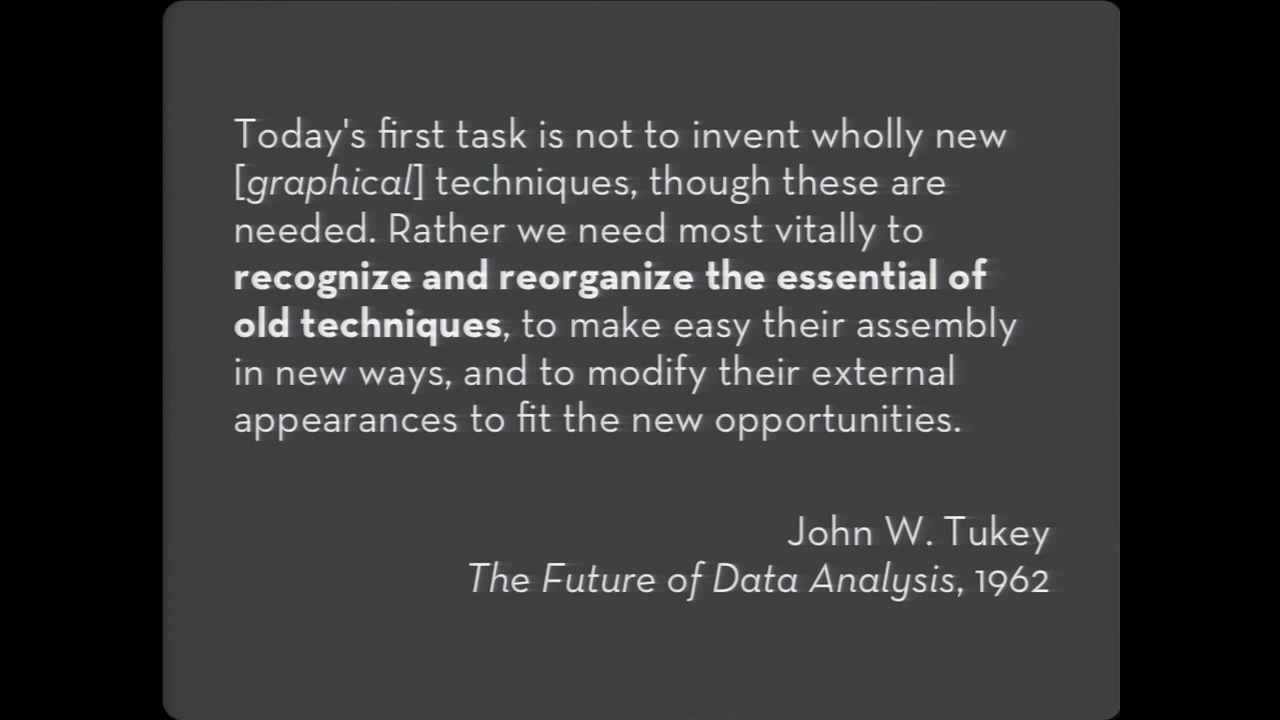 Today's first task is not to invent wholly new
[graphical] techniques, though these are
needed. Rather we need most vitally to
recognize and reorganize the essential of
old techniques, to make easy their assembly
in new ways, and to modify their external
appearances to fit the new opportunities.
John W. Tukey
The Future of Data Analysis, 1962